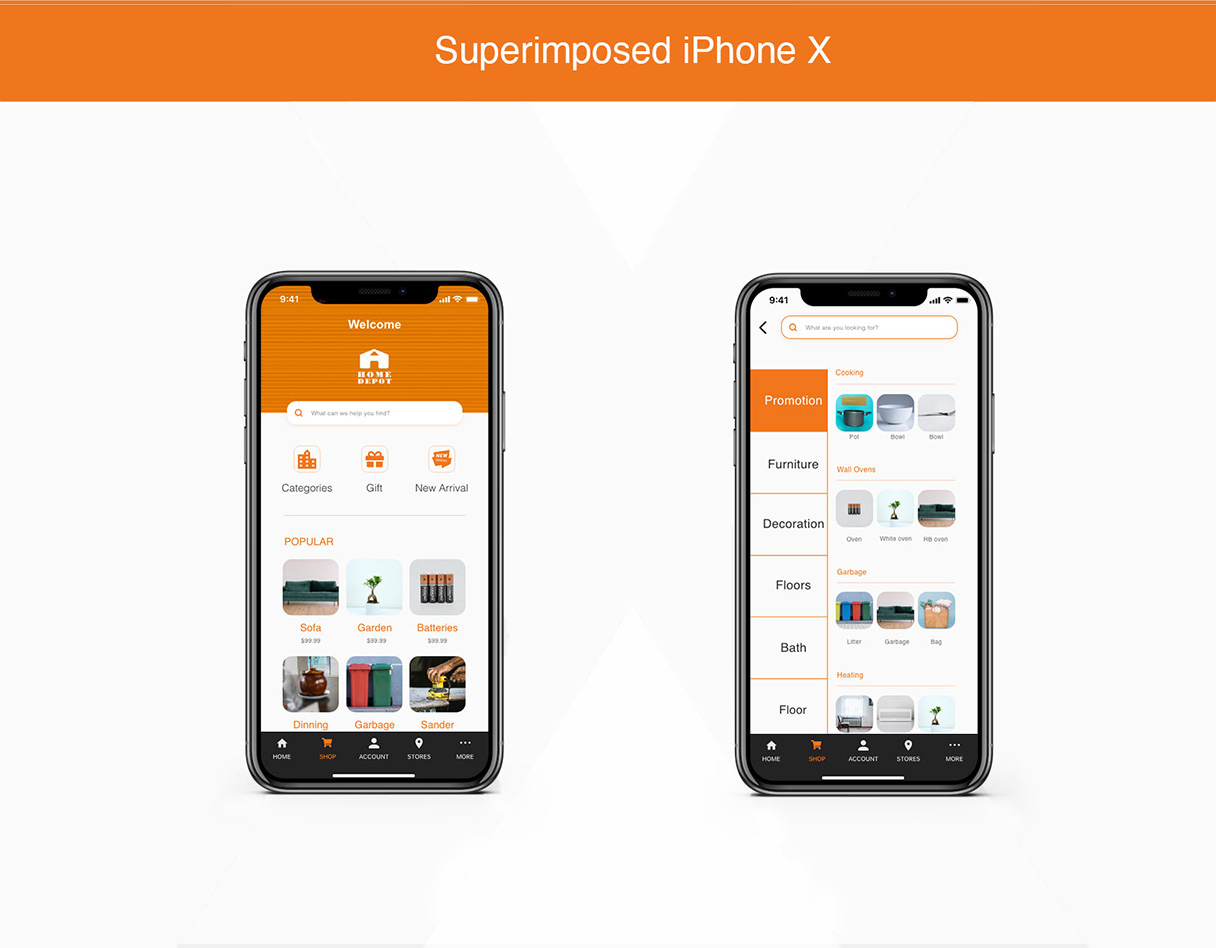 Superimposed iPhone X
9:41
Welcome
HOME
DEPOT
What can we help you find?
Categories
Gift
New Arrival
NEW
POPULAR
Sofa
Garden
Batteries
$99.99
$99.99
$99.99
Dinning
Garbage
Sander
HOME
SHOP
ACCOUNT
STORES
MORE
9:41
What are you looking for?
Promotion
Furniture
Decoration
Floors
Bath
Floor
Cooking
Pot
Bowl
Bowl
Wall Ovens
Oven
White oven
RB oven
Garbage
Litter
Garbage
Bag
Heating
HOME
SHOP
ACCOUNT
STORES
MORE